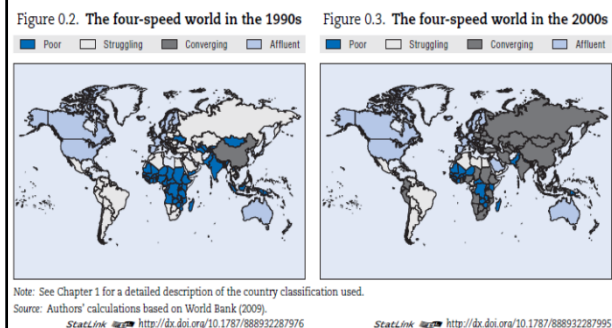 Figure 0.2. The four-speed world in the 1990s
Poor Struggling Converging Affluent
Figure 0.3. The four-speed world in the 2000s
Poor Struggling Converging Affluent
Note: See Chapter 1 for a detailed description of the country classification used.
Source: Authors' calculations based on World Bank (2009).
StatLink http://dx.doi.org/10.1787/888932287976
StatLink http://dx.doi.org/10.1787/888932287995